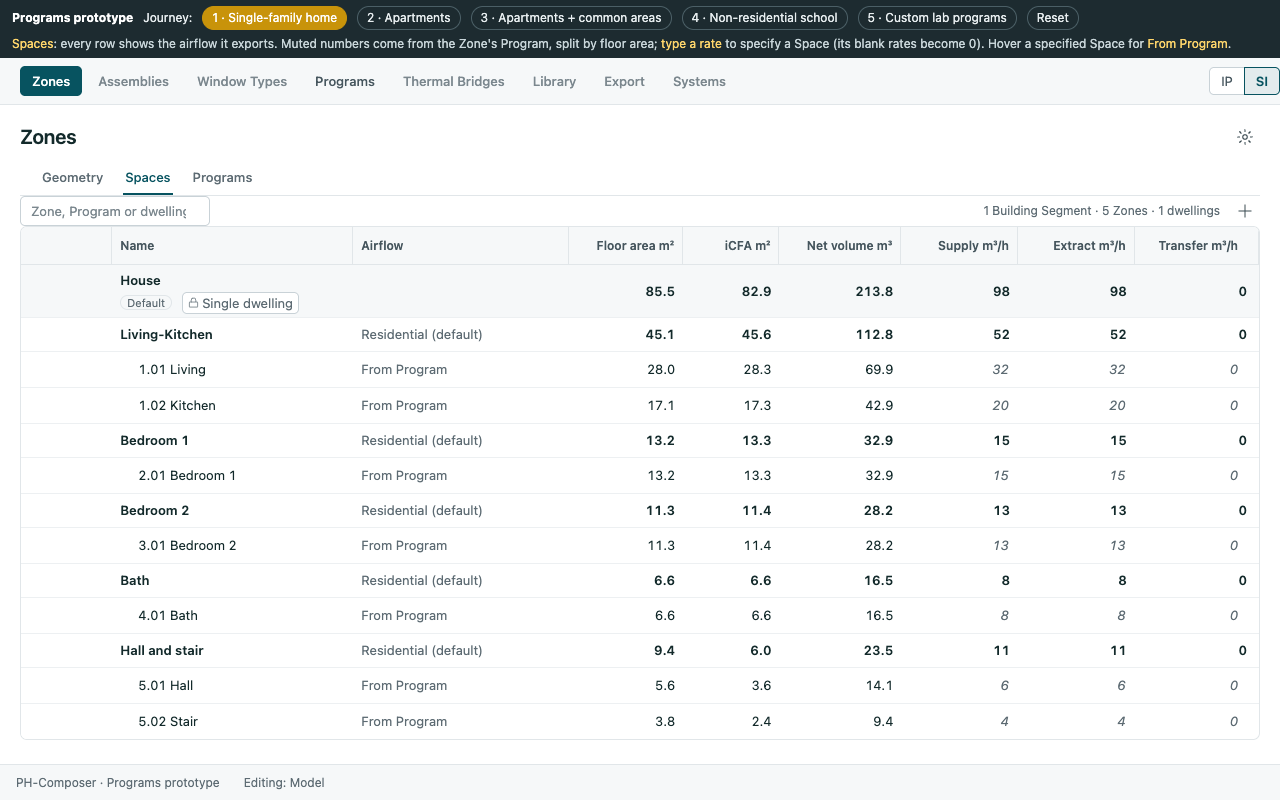 Programs prototype Journey: 1 · Single-family home 2 · Apartments 3 · Apartments + common areas 4 · Non-residential school 5 · Custom lab programs Reset
Spaces: every row shows the airflow it exports. Muted numbers come from the Zone's Program, split by floor area; type a rate to specify a Space (its blank rates become 0). Hover a specified Space for From Program.
Zones Assemblies Window Types Programs Thermal Bridges Library Export Systems IP SI
Zones
Geometry Spaces Programs
Zone, Program or dwelling 1 Building Segment · 5 Zones · 1 dwellings
Name Airflow Floor area m² iCFA m² Net volume m³ Supply m³/h Extract m³/h Transfer m³/h
House
Default Single dwelling 85.5 82.9 213.8 98 98 0
Living-Kitchen Residential (default) 45.1 45.6 112.8 52 52 0
1.01 Living From Program 28.0 28.3 69.9 32 32 0
1.02 Kitchen From Program 17.1 17.3 42.9 20 20 0
Bedroom 1 Residential (default) 13.2 13.3 32.9 15 15 0
2.01 Bedroom 1 From Program 13.2 13.3 32.9 15 15 0
Bedroom 2 Residential (default) 11.3 11.4 28.2 13 13 0
3.01 Bedroom 2 From Program 11.3 11.4 28.2 13 13 0
Bath Residential (default) 6.6 6.6 16.5 8 8 0
4.01 Bath From Program 6.6 6.6 16.5 8 8 0
Hall and stair Residential (default) 9.4 6.0 23.5 11 11 0
5.01 Hall From Program 5.6 3.6 14.1 6 6 0
5.02 Stair From Program 3.8 2.4 9.4 4 4 0
PH-Composer · Programs prototype Editing: Model